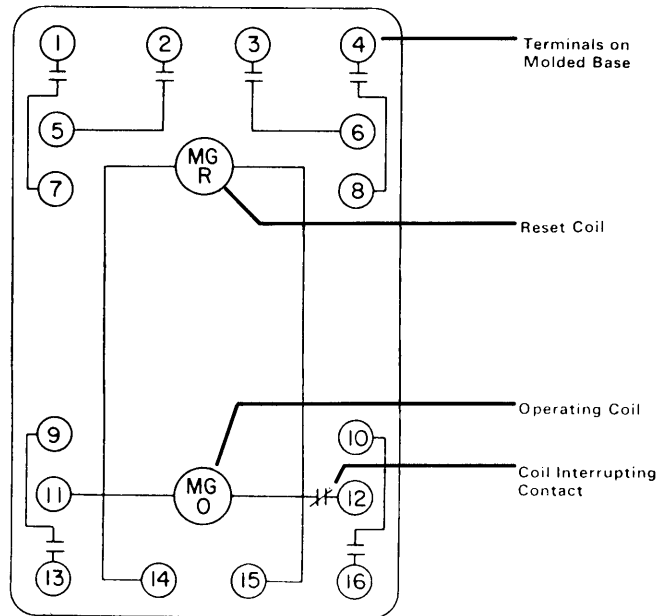 1
2
3
4
Terminals on
Molded Base
5
6
MG
R
7
8
Reset Coil
Operating Coil
9
10
Coil Interrupting
Contact
11
MG
O
12
13
14
15
16